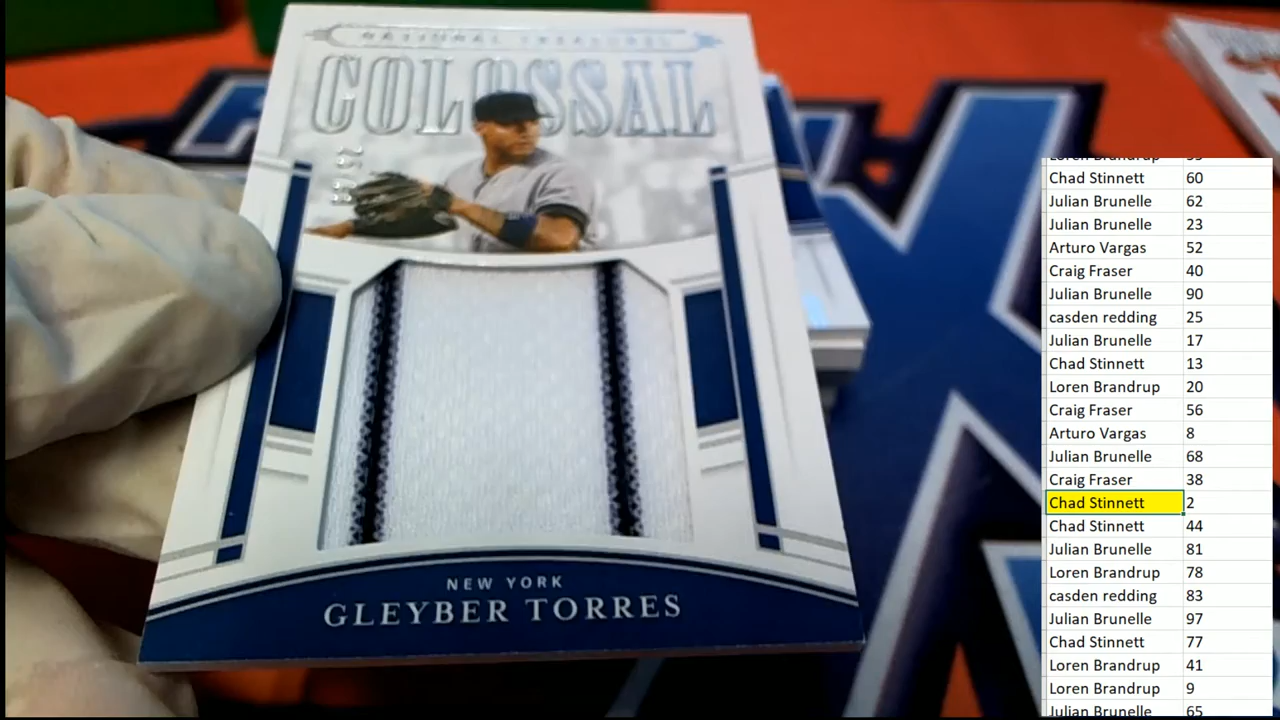 NATIONAL TREASURES
COLOSSAL
NEW YORK
GLEYBER TORRES
Loren Brandrup
Chad Stinnett 60
Julian Brunelle 62
Julian Brunelle 23
Arturo Vargas 52
Craig Fraser 40
Julian Brunelle 90
casden redding 25
Julian Brunelle 17
Chad Stinnett 13
Loren Brandrup 20
Craig Fraser 56
Arturo Vargas 8
Julian Brunelle 68
Craig Fraser 38
Chad Stinnett 2
Chad Stinnett 44
Julian Brunelle 81
Loren Brandrup 78
casden redding 83
Julian Brunelle 97
Chad Stinnett 77
Loren Brandrup 41
Loren Brandrup 9
Julian Brunelle 65